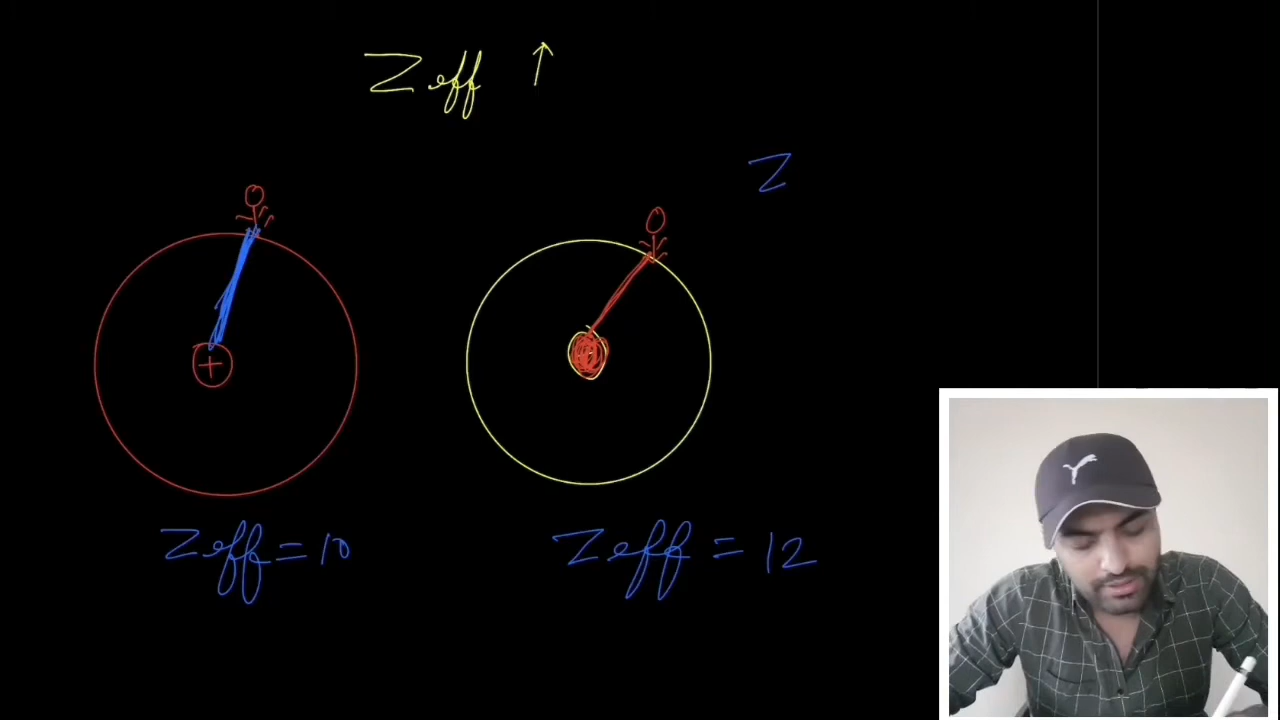 Zeff ↑
Z
+
Zeff = 10
Zeff = 12